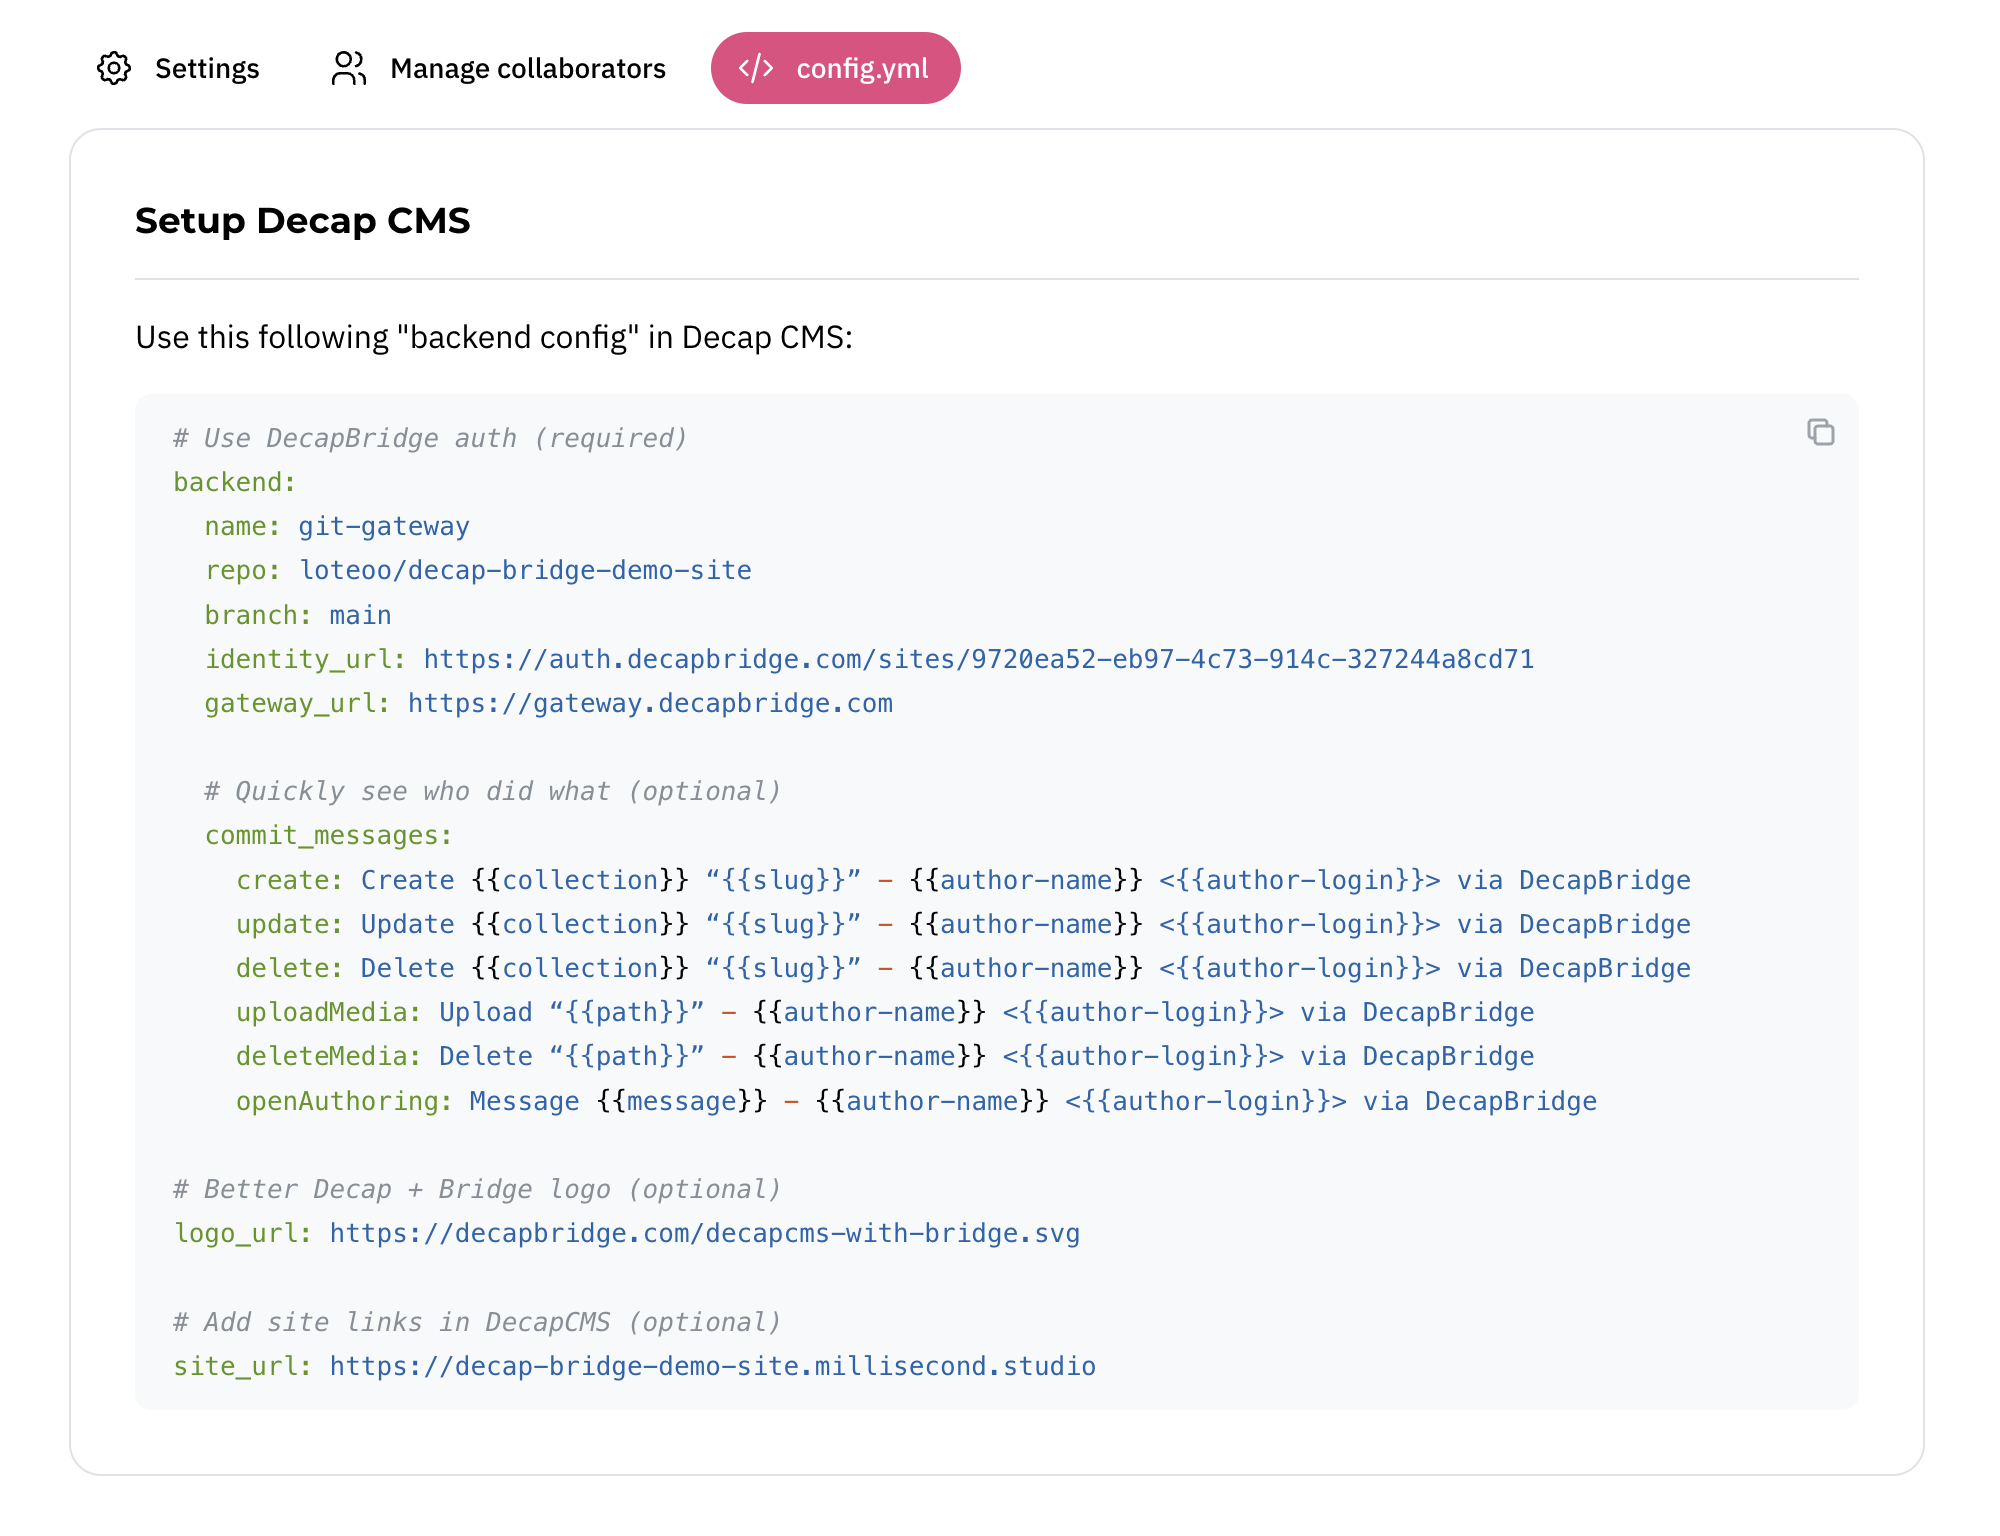 Settings
Manage collaborators
</> config.yml
Setup Decap CMS
Use this following "backend config" in Decap CMS:
# Use DecapBridge auth (required)
backend:
  name: git-gateway
  repo: loteoo/decap-bridge-demo-site
  branch: main
  identity_url: https://auth.decapbridge.com/sites/9720ea52-eb97-4c73-914c-327244a8cd71
  gateway_url: https://gateway.decapbridge.com
  # Quickly see who did what (optional)
  commit_messages:
    create: Create {{collection}} “{{slug}}” - {{author-name}} <{{author-login}}> via DecapBridge
    update: Update {{collection}} “{{slug}}” - {{author-name}} <{{author-login}}> via DecapBridge
    delete: Delete {{collection}} “{{slug}}” - {{author-name}} <{{author-login}}> via DecapBridge
    uploadMedia: Upload “{{path}}” - {{author-name}} <{{author-login}}> via DecapBridge
    deleteMedia: Delete “{{path}}” - {{author-name}} <{{author-login}}> via DecapBridge
    openAuthoring: Message {{message}} - {{author-name}} <{{author-login}}> via DecapBridge
# Better Decap + Bridge logo (optional)
logo_url: https://decapbridge.com/decapcms-with-bridge.svg
# Add site links in DecapCMS (optional)
site_url: https://decap-bridge-demo-site.millisecond.studio